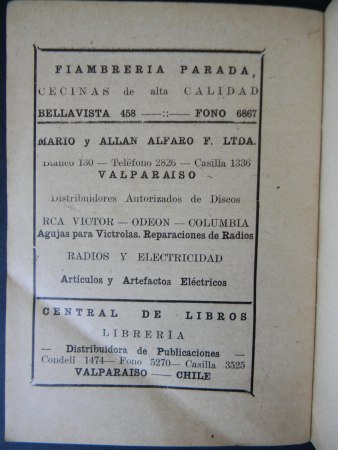 FIAMBRERIA PARADA,
CECINAS de alta CALIDAD
BELLAVISTA 458 —::— FONO 6867
MARIO y ALLAN ALFARO F. LTDA.
Blanco 130 — Teléfono 2826 — Casilla 1336
VALPARAISO
Distribuidores Autorizados de Discos
RCA VICTOR — ODEON — COLUMBIA
Agujas para Victrolas. Reparaciones de Radios
RADIOS Y ELECTRICIDAD
Artículos y Artefactos Eléctricos
CENTRAL DE LIBROS
LIBRERÍA
— Distribuidora de Publicaciones —
Condell 1474— Fono 5270— Casilla 3525
VALPARAISO —— CHILE